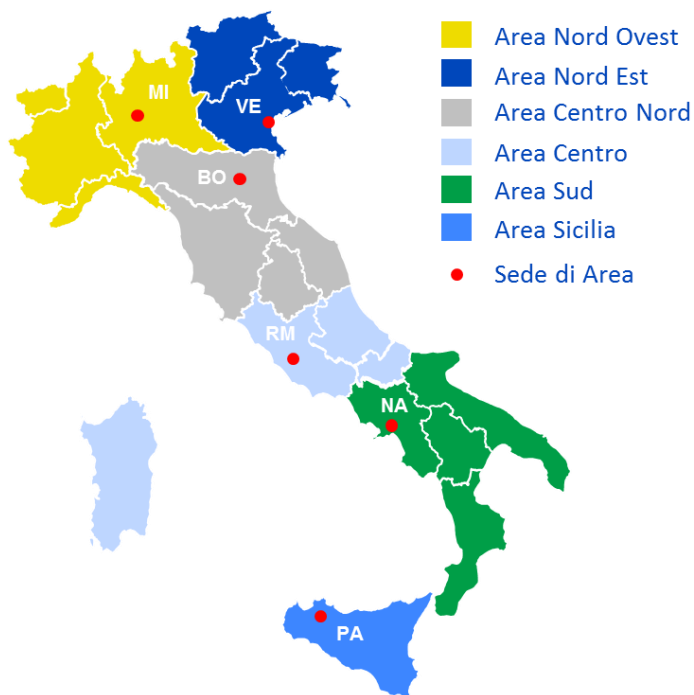 Area Nord Ovest
Area Nord Est
Area Centro Nord
Area Centro
Area Sud
Area Sicilia
Sede di Area
MI
VE
BO
RM
NA
PA